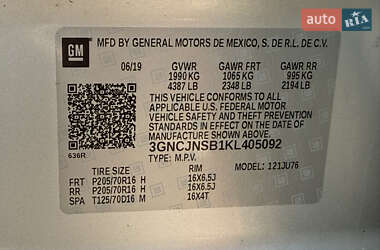 auto RIA.com
GM
MFD BY GENERAL MOTORS DE MEXICO, S. DE R.L. DE C.V.
06/19 GVWR GAWR FRT GAWR RR
1990 KG 1065 KG 995 KG
4387 LB 2348 LB 2194 LB
THIS VEHICLE CONFORMS TO ALL
APPLICABLE U.S. FEDERAL MOTOR
VEHICLE SAFETY AND THEFT
PREVENTION STANDARDS IN
EFFECT ON THE DATE OF
MANUFACTURE SHOWN ABOVE.
3GNCJNSB1KL405092
636R TYPE: M.P.V.
TIRE SIZE RIM MODEL: 1JU76
FRT P205/70R16 H 16X6.5J
RR P205/70R16 H 16X6.5J
SPA T125/70D16 M 16X4T